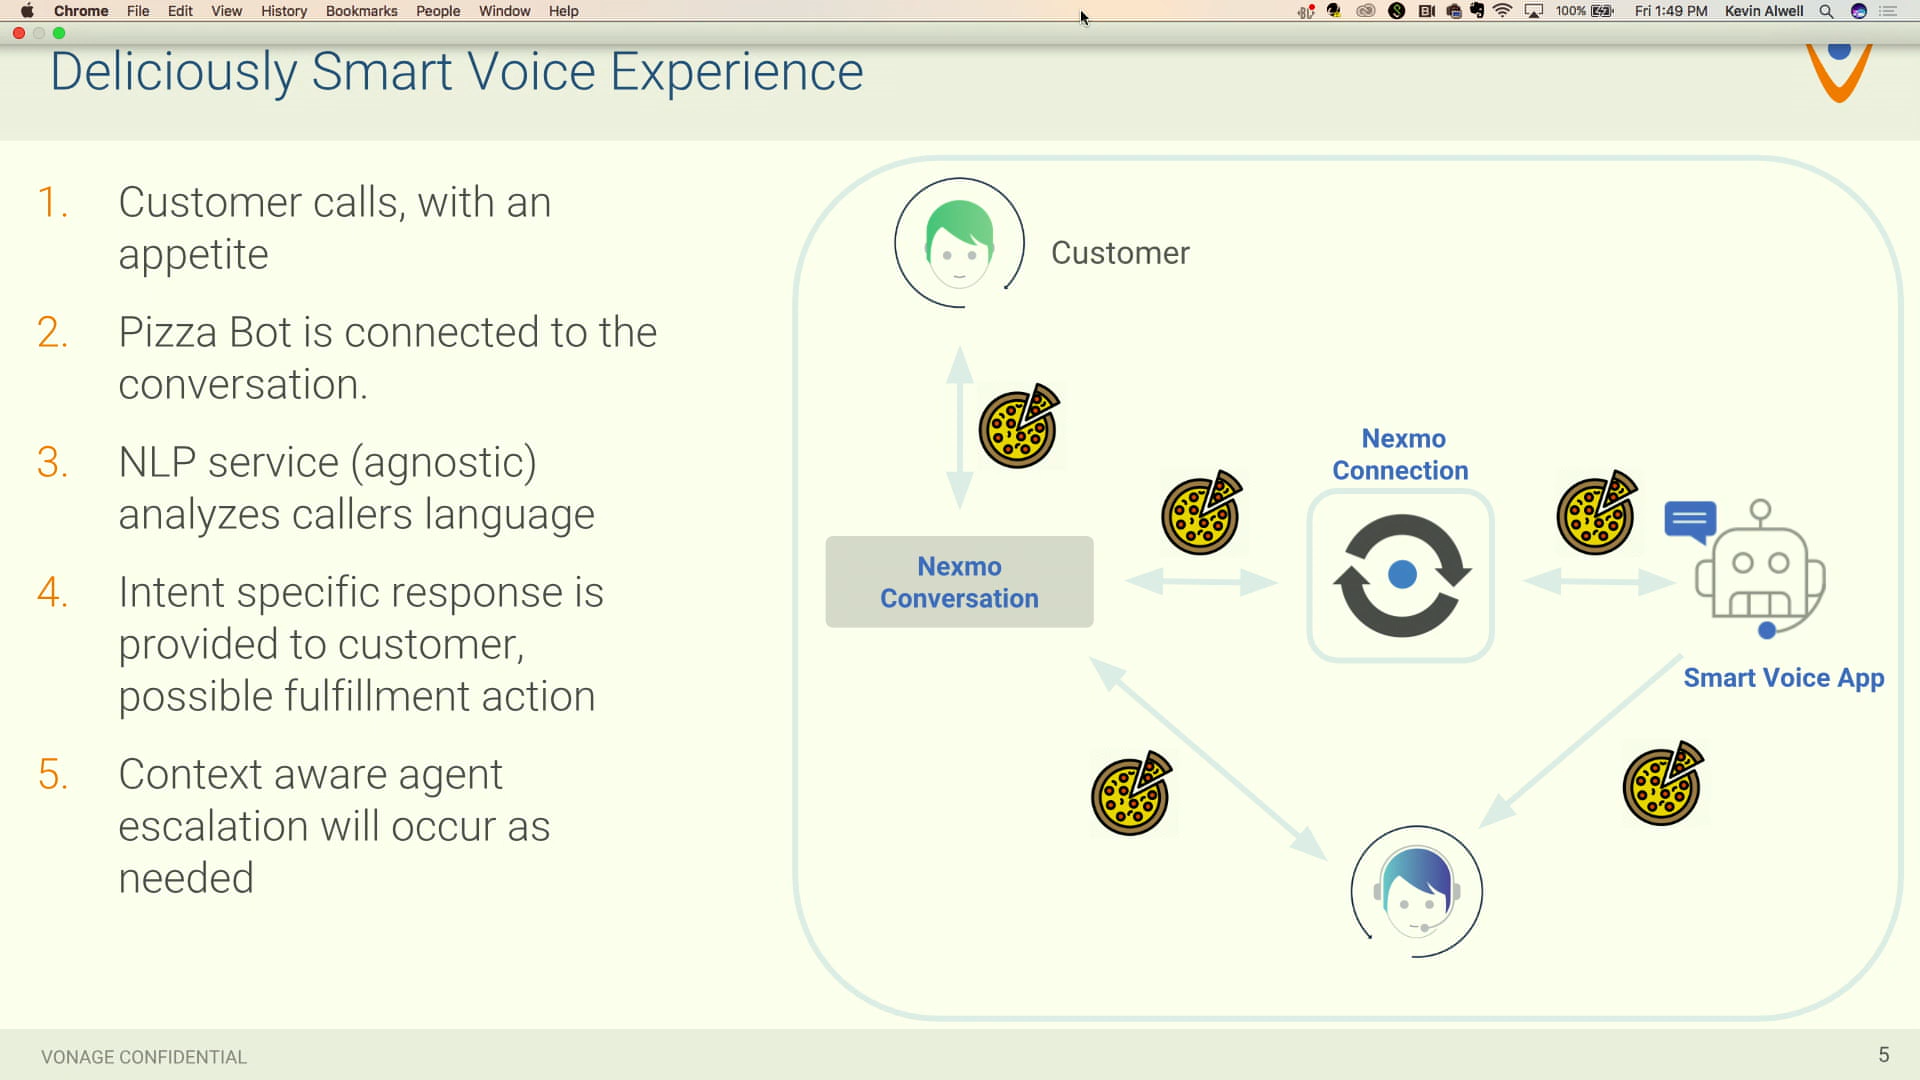 Chrome File Edit View History Bookmarks People Window Help 100% Fri 1:49 PM Kevin Alwell
Deliciously Smart Voice Experience
1. Customer calls, with an
appetite
2. Pizza Bot is connected to the
conversation.
3. NLP service (agnostic)
analyzes callers language
4. Intent specific response is
provided to customer,
possible fulfillment action
5. Context aware agent
escalation will occur as
needed
Customer
Nexmo
Connection
Nexmo
Conversation
Smart Voice App
VONAGE CONFIDENTIAL
5